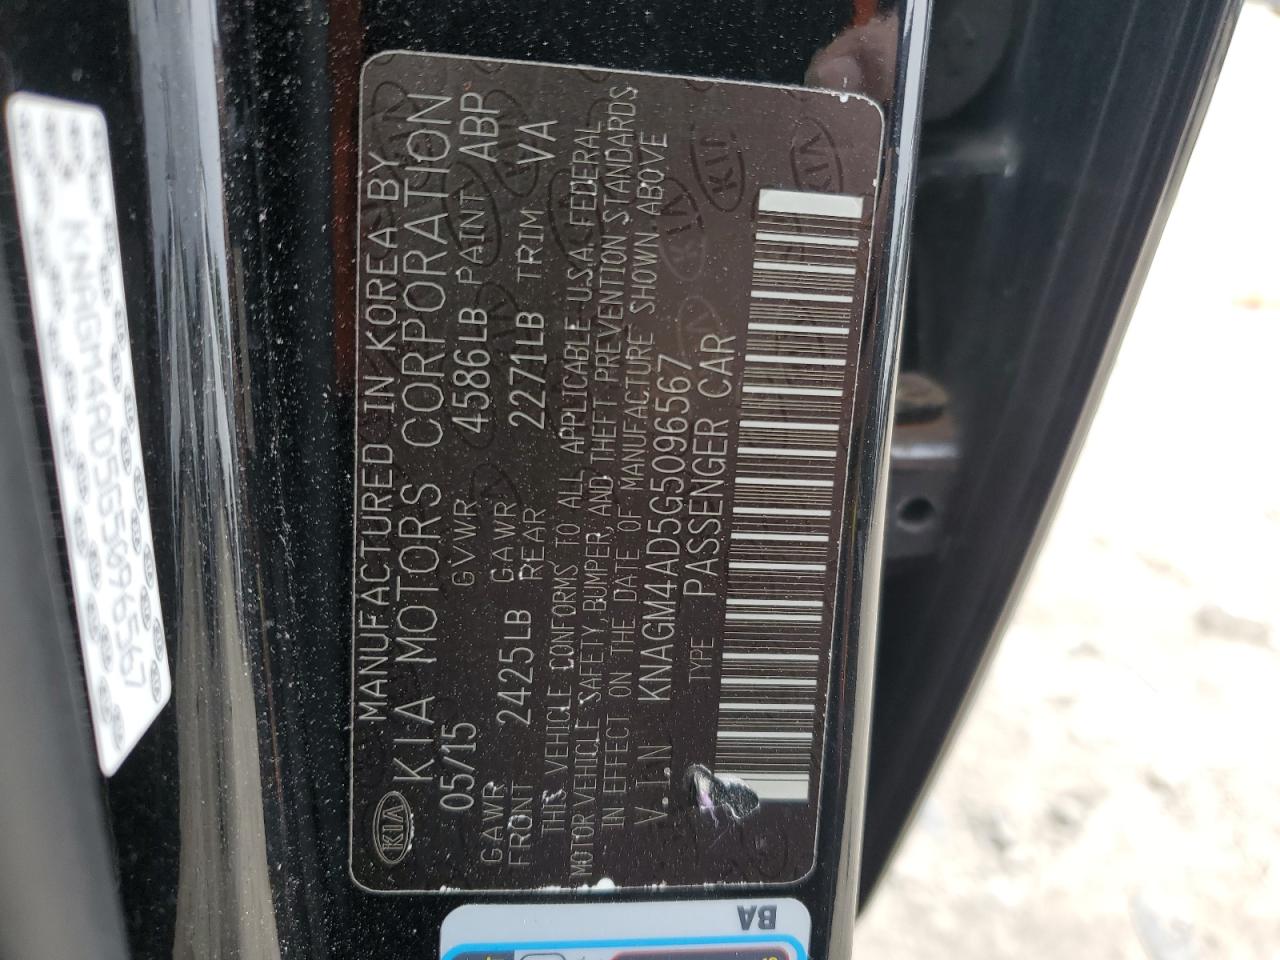 KNAGM4AD5G5096567
KIA
MANUFACTURED IN KOREA BY
KIA MOTORS CORPORATION
05/15 GVWR 4586LB PAINT ABP
GAWR FRONT 2425LB GAWR REAR 2271LB TRIM VA
THIS VEHICLE CONFORMS TO ALL APPLICABLE U.S.A. FEDERAL
MOTOR VEHICLE SAFETY, BUMPER, AND THEFT PREVENTION STANDARDS
IN EFFECT ON THE DATE OF MANUFACTURE SHOWN ABOVE
V.I.N KNAGM4AD5G5096567
TYPE PASSENGER CAR
BA